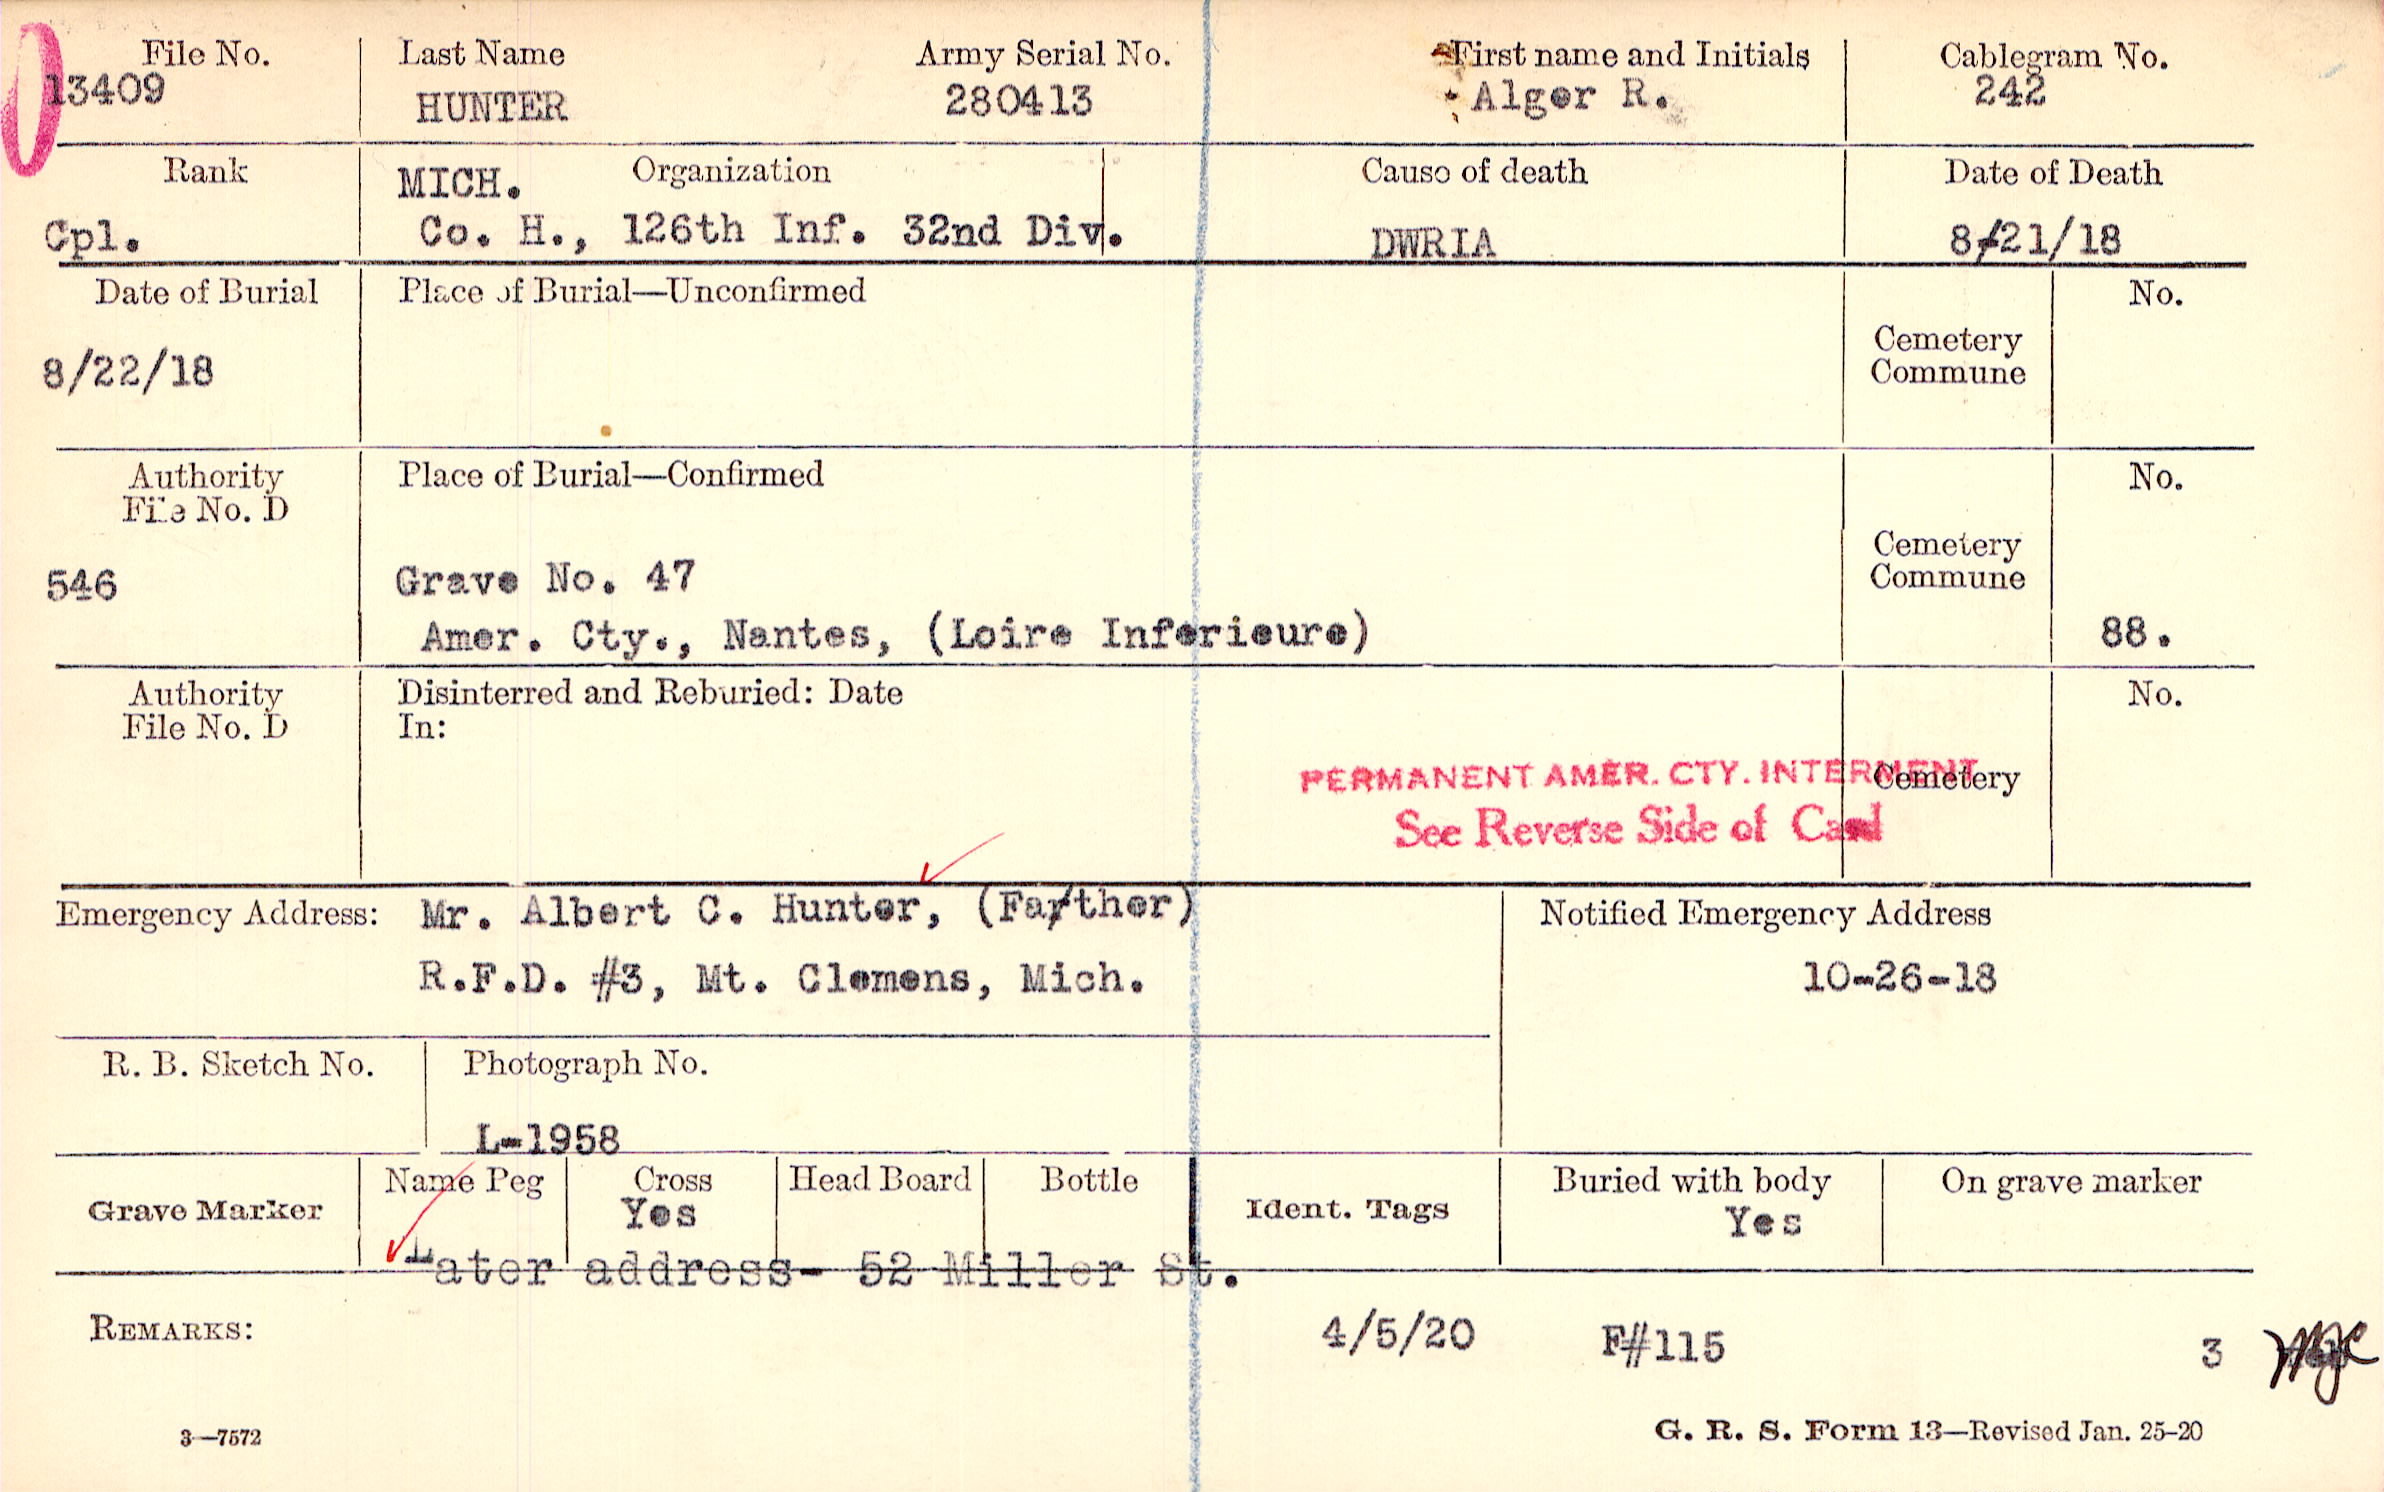 File No. Last Name Army Serial No. First name and Initials Cablegram No.
13409 HUNTER 280413 Alger R. 242
Rank MICH. Organization Cause of death Date of Death
Cpl. Co. H., 126th Inf. 32nd Div. DWRIA 8/21/18
Date of Burial Place of Burial—Unconfirmed No.
8/22/18
Cemetery
Commune
Authority Place of Burial—Confirmed No.
File No. D
Cemetery
Commune
546 Grave No. 47
Amer. Cty., Nantes, (Loire Inferieure) 88.
Authority Disinterred and Reburied: Date No.
File No. D In:
PERMANENT AMER. CTY. INTERMENT
Cemetery
See Reverse Side of Card
Emergency Address: Mr. Albert C. Hunter, (Father) Notified Emergency Address
R.F.D. #3, Mt. Clemens, Mich. 10-26-18
R. B. Sketch No. Photograph No.
L-1958
Grave Marker Name Peg Cross Head Board Bottle Ident. Tags Buried with body On grave marker
Yes Yes
Later address- 52 Miller St.
REMARKS: 4/5/20 F#115 3
3—7572 G. R. S. Form 13—Revised Jan. 25-20